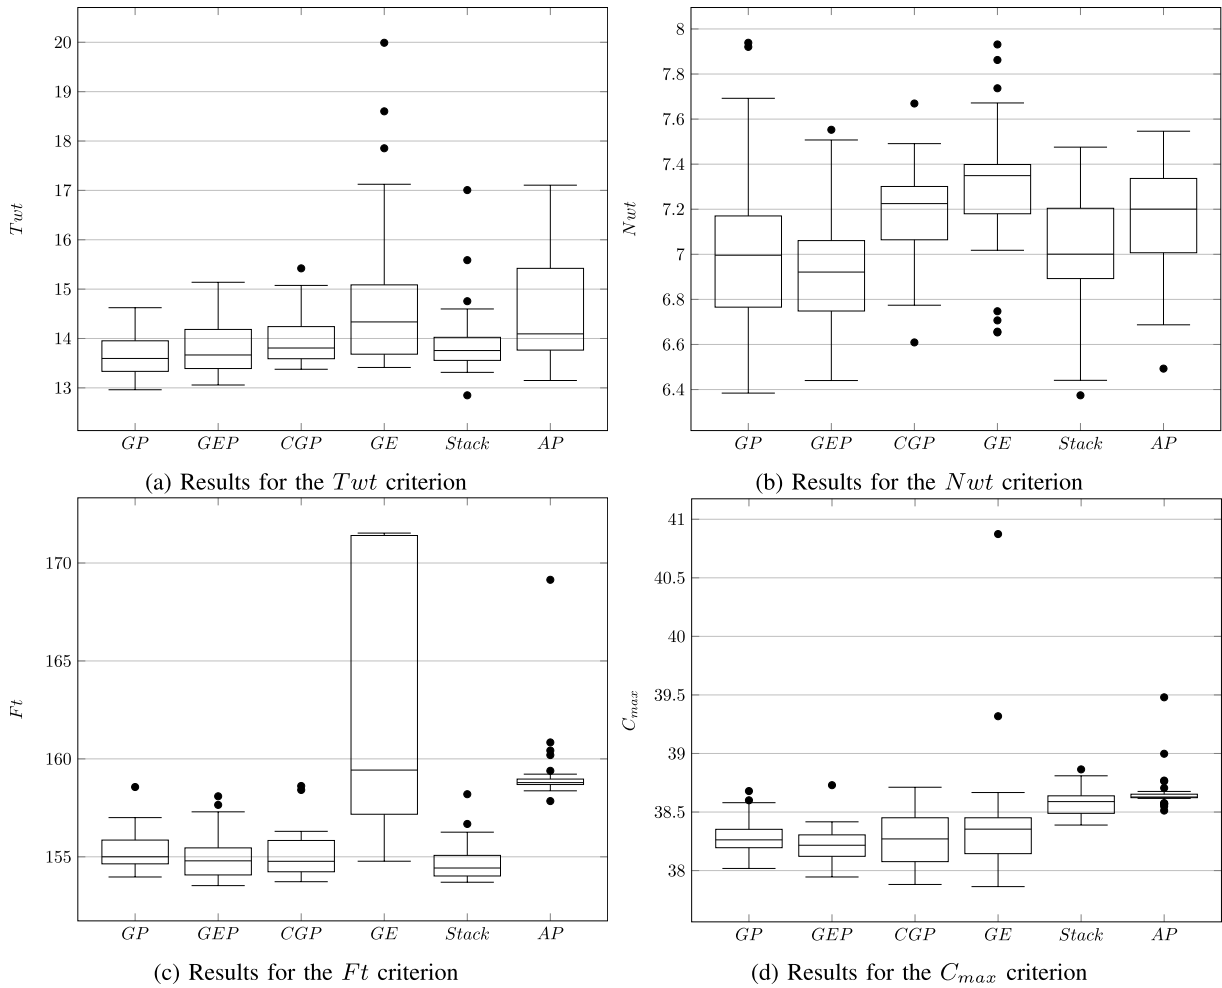 20
19
18
17
16
15
14
13
Twt
GP GEP CGP GE Stack AP
(a) Results for the Twt criterion
8
7.8
7.6
7.4
7.2
7
6.8
6.6
6.4
Nwt
GP GEP CGP GE Stack AP
(b) Results for the Nwt criterion
170
165
160
155
Ft
GP GEP CGP GE Stack AP
(c) Results for the Ft criterion
41
40.5
40
39.5
39
38.5
38
C_max
GP GEP CGP GE Stack AP
(d) Results for the C_max criterion